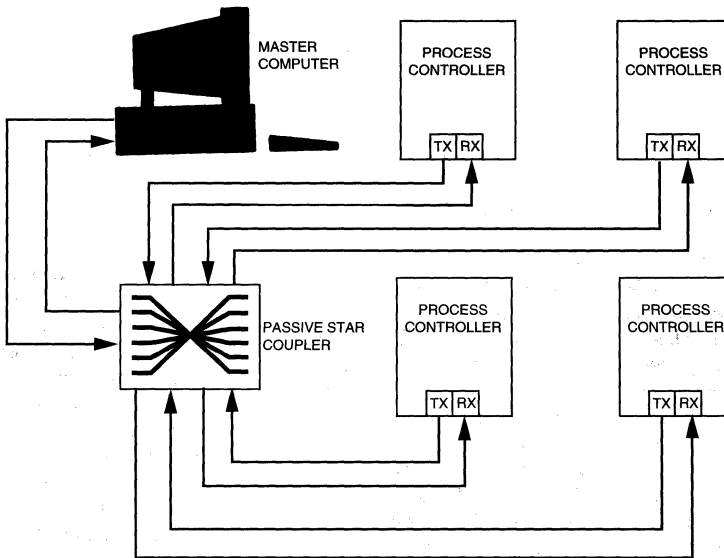 MASTER
COMPUTER
PROCESS
CONTROLLER
TX RX
PROCESS
CONTROLLER
TX RX
PASSIVE STAR
COUPLER
PROCESS
CONTROLLER
TX RX
PROCESS
CONTROLLER
TX RX